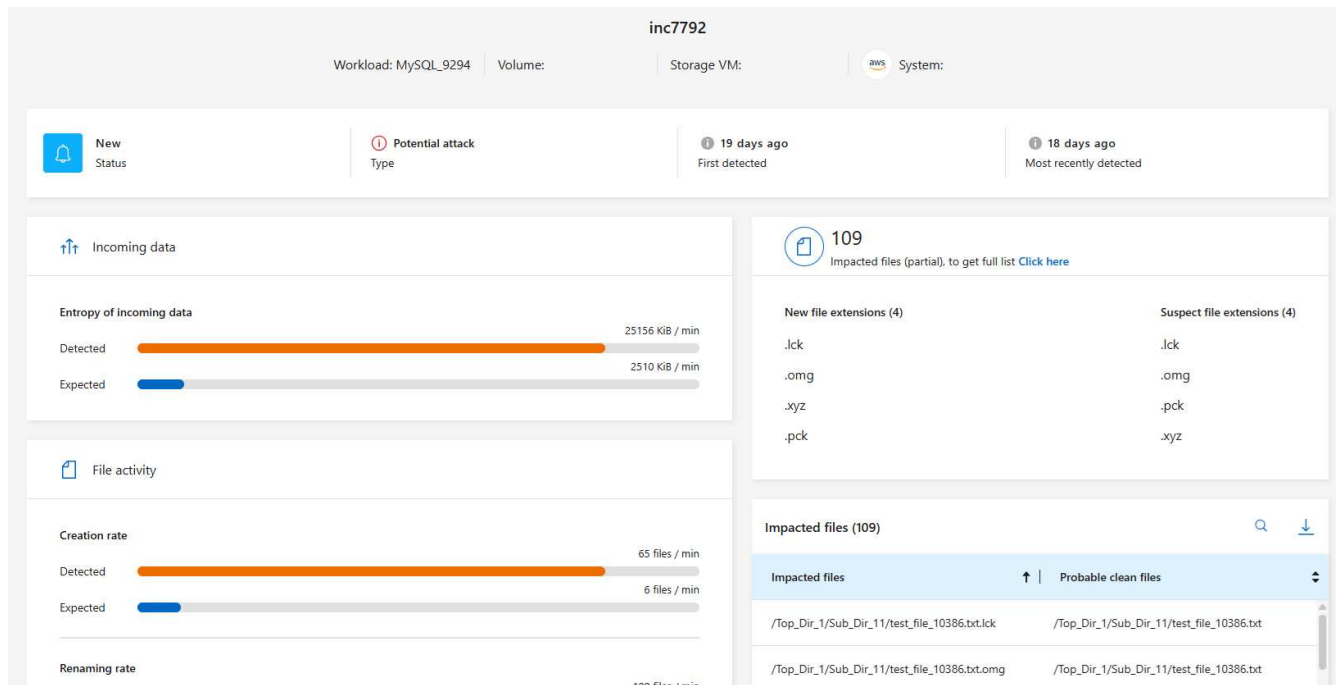 inc7792
Workload: MySQL_9294 Volume: Storage VM: aws System:
New
Status
Potential attack
Type
19 days ago
First detected
18 days ago
Most recently detected
Incoming data
Entropy of incoming data
25156 KiB / min
Detected
2510 KiB / min
Expected
File activity
Creation rate
65 files / min
Detected
6 files / min
Expected
Renaming rate
109
Impacted files (partial), to get full list Click here
New file extensions (4) Suspect file extensions (4)
.lck .lck
.omg .omg
.xyz .pck
.pck .xyz
Impacted files (109)
Impacted files Probable clean files
/Top_Dir_1/Sub_Dir_11/test_file_10386.txt.lck /Top_Dir_1/Sub_Dir_11/test_file_10386.txt
/Top_Dir_1/Sub_Dir_11/test_file_10386.txt.omg /Top_Dir_1/Sub_Dir_11/test_file_10386.txt